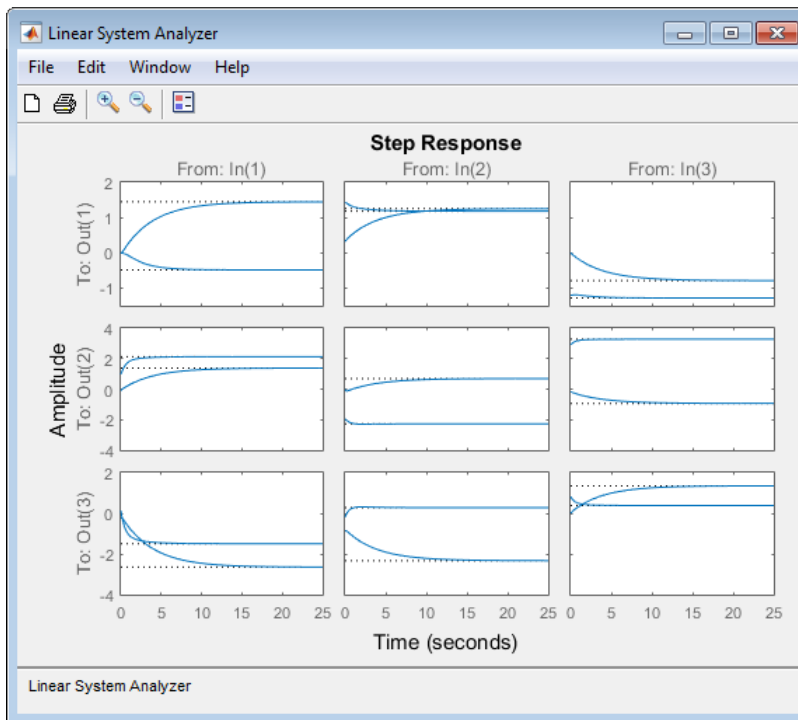 Linear System Analyzer
File Edit Window Help
Step Response
From: In(1) From: In(2) From: In(3)
Amplitude
To: Out(1)
2
1
0
-1
To: Out(2)
4
2
0
-2
-4
To: Out(3)
2
0
-2
-4
0 5 10 15 20 25 0 5 10 15 20 25 0 5 10 15 20 25
Time (seconds)
Linear System Analyzer